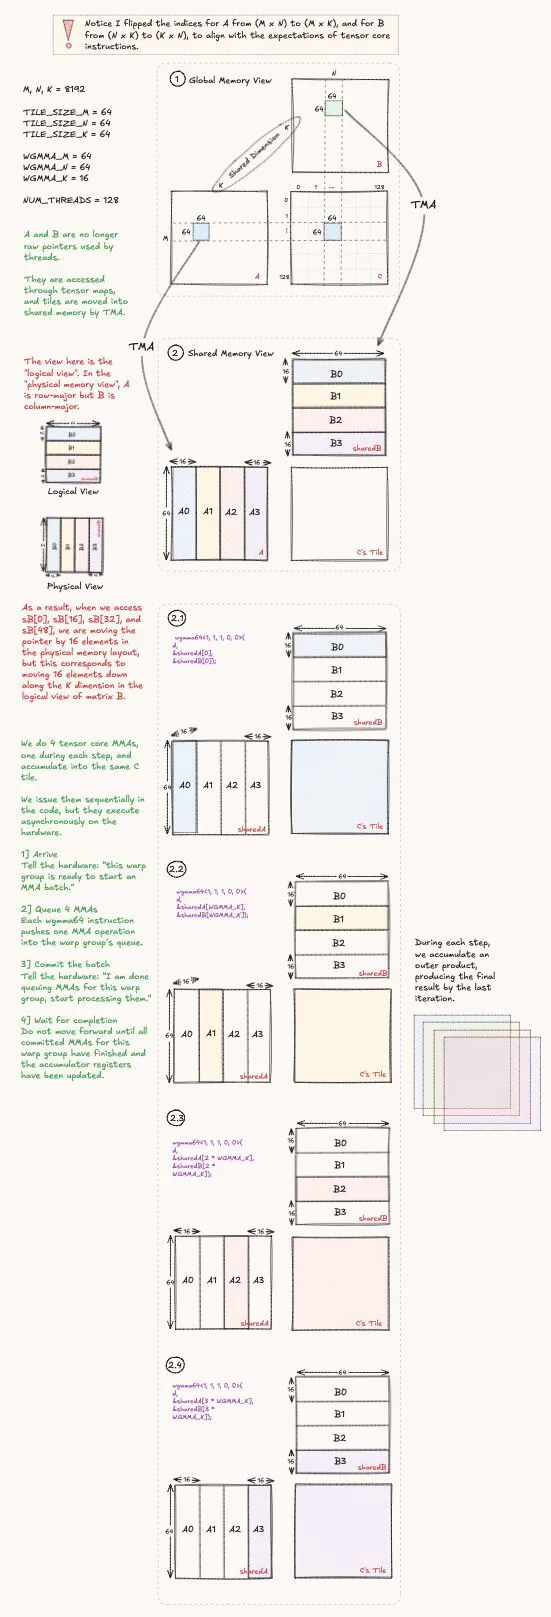 Notice I flipped the indices for A from (M x N) to (M x K), and for B
from (N x K) to (K x N), to align with the expectations of tensor core
instructions.
M, N, K = 8192
TILE_SIZE_M = 64
TILE_SIZE_N = 64
TILE_SIZE_K = 64
WGMMA_M = 64
WGMMA_N = 64
WGMMA_K = 16
NUM_THREADS = 128
A and B are no longer
raw pointers used by
threads.
They are accessed
through tensor maps,
and tiles are moved into
shared memory by TMA.
1 Global Memory View
N
64
64
B
K
Shared Dimension
K
0 1 ... 128
64
64
M
A
0
1
128
64
64
C
TMA
TMA
The view here is the
"logical view". In the
"physical memory view", A
is row-major but B is
column-major.
B0
B1
B2
B3
sharedB
Logical View
B0
B1
B2
B3
sharedB
Physical View
2 Shared Memory View
64
16
B0
B1
B2
16
B3
sharedB
16
16
64
A0
A1
A2
A3
A
C's Tile
As a result, when we access
sB[0], sB[16], sB[32], and
sB[48], we are moving the
pointer by 16 elements in
the physical memory layout,
but this corresponds to
moving 16 elements down
along the K dimension in the
logical view of matrix B.
We do 4 tensor core MMAs,
one during each step, and
accumulate into the same C
tile.
We issue them sequentially in
the code, but they execute
asynchronously on the
hardware.
1] Arrive
Tell the hardware: "this warp
group is ready to start an
MMA batch."
2] Queue 4 MMAs
Each wgmma64 instruction
pushes one MMA operation
into the warp group's queue.
3] Commit the batch
Tell the hardware: "I am done
queuing MMAs for this warp
group, start processing them."
4] Wait for completion
Do not move forward until all
committed MMAs for this
warp group have finished and
the accumulator registers
have been updated.
2.1
wgmma64<1, 1, 1, 0, 0>(
d,
&sharedA[0],
&sharedB[0]);
64
16
B0
B1
B2
16
B3
sharedB
16
16
64
A0
A1
A2
A3
sharedA
C's Tile
2.2
wgmma64<1, 1, 1, 0, 0>(
d,
&sharedA[WGMMA_K],
&sharedB[WGMMA_K]);
64
16
B0
B1
B2
16
B3
sharedB
16
16
64
A0
A1
A2
A3
sharedA
C's Tile
During each step,
we accumulate an
outer product,
producing the final
result by the last
iteration.
2.3
wgmma64<1, 1, 1, 0, 0>(
d,
&sharedA[2 * WGMMA_K],
&sharedB[2 *
WGMMA_K]);
64
16
B0
B1
B2
16
B3
sharedB
16
16
64
A0
A1
A2
A3
sharedA
C's Tile
2.4
wgmma64<1, 1, 1, 0, 0>(
d,
&sharedA[3 * WGMMA_K],
&sharedB[3 *
WGMMA_K]);
64
16
B0
B1
B2
16
B3
sharedB
16
16
64
A0
A1
A2
A3
sharedA
C's Tile